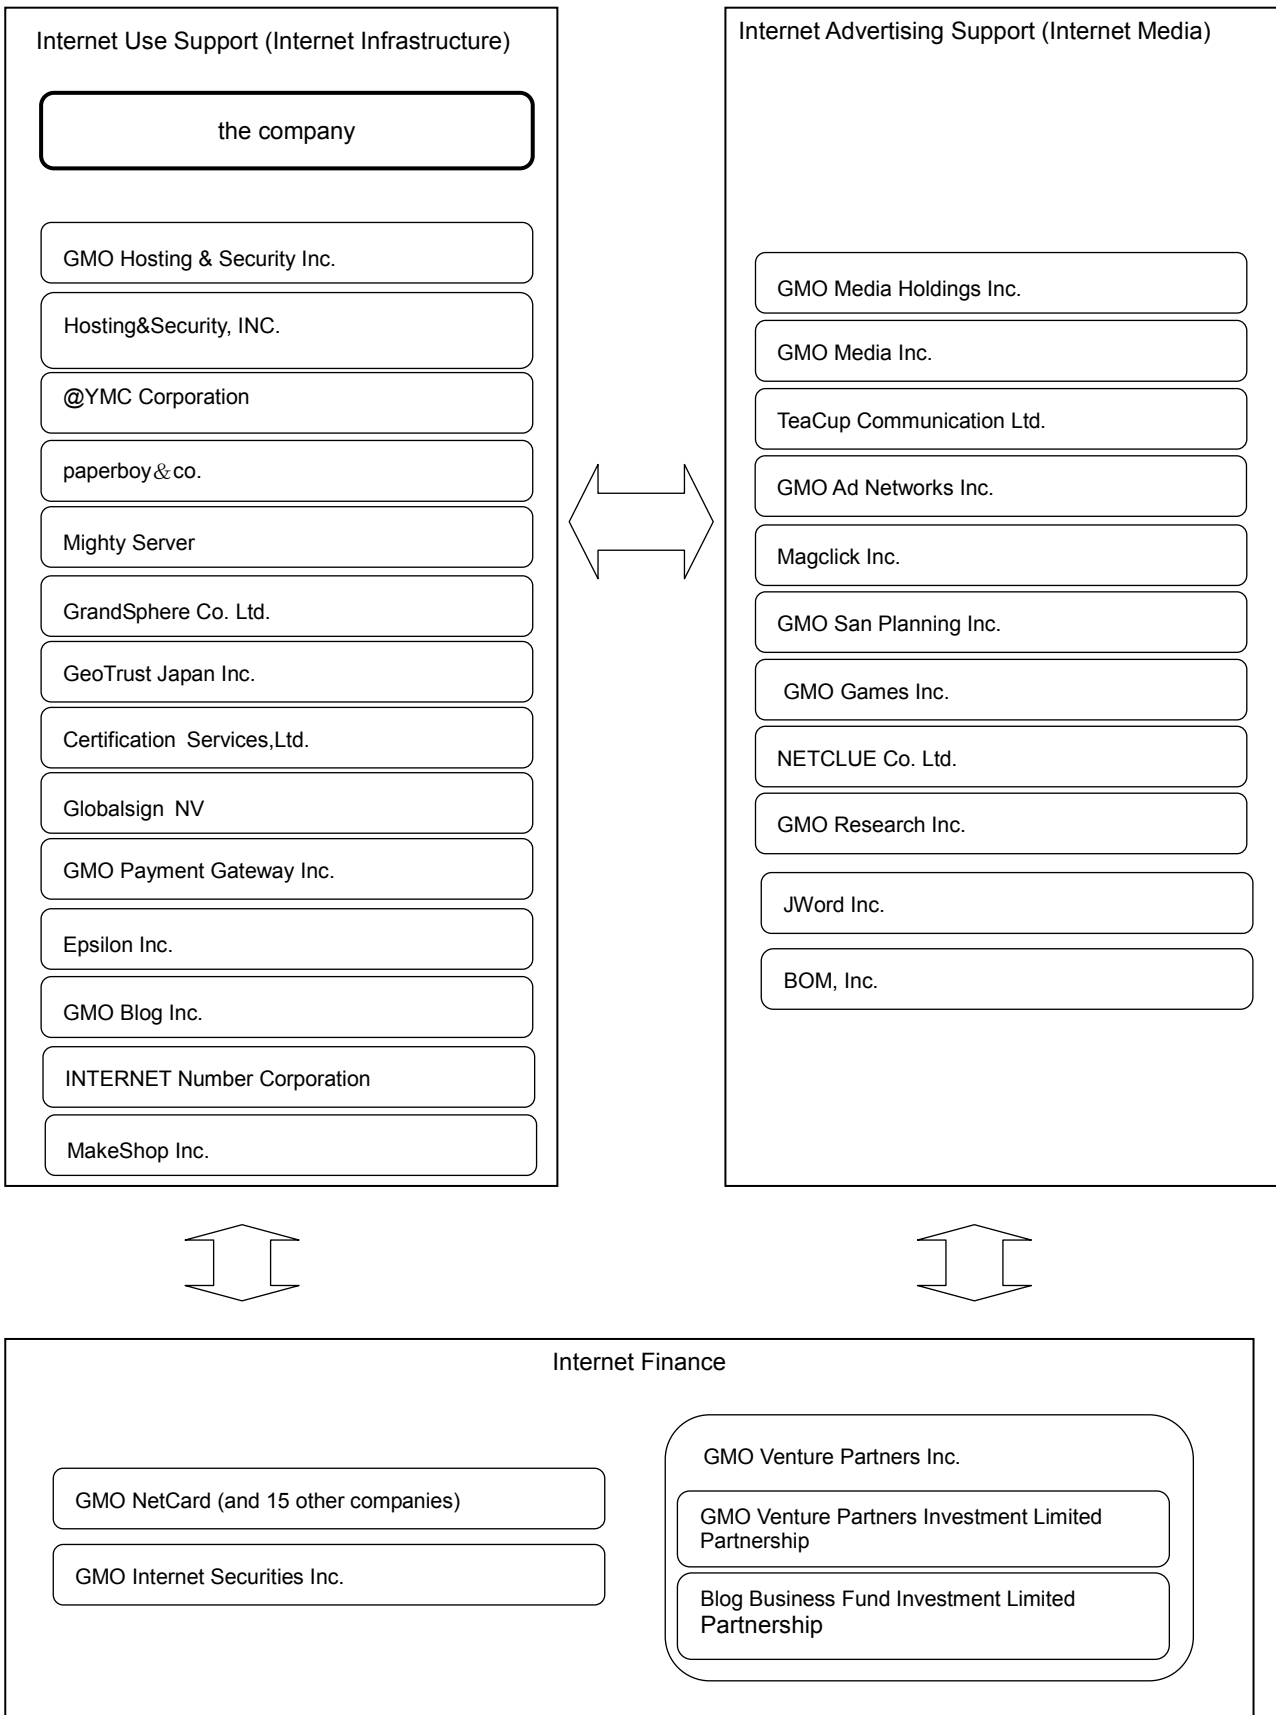 Internet Use Support (Internet Infrastructure)
the company
GMO Hosting & Security Inc.
Hosting&Security, INC.
@YMC Corporation
paperboy&co.
Mighty Server
GrandSphere Co. Ltd.
GeoTrust Japan Inc.
Certification Services,Ltd.
Globalsign NV
GMO Payment Gateway Inc.
Epsilon Inc.
GMO Blog Inc.
INTERNET Number Corporation
MakeShop Inc.
Internet Advertising Support (Internet Media)
GMO Media Holdings Inc.
GMO Media Inc.
TeaCup Communication Ltd.
GMO Ad Networks Inc.
Magclick Inc.
GMO San Planning Inc.
GMO Games Inc.
NETCLUE Co. Ltd.
GMO Research Inc.
JWord Inc.
BOM, Inc.
Internet Finance
GMO NetCard (and 15 other companies)
GMO Internet Securities Inc.
GMO Venture Partners Inc.
GMO Venture Partners Investment Limited
Partnership
Blog Business Fund Investment Limited
Partnership